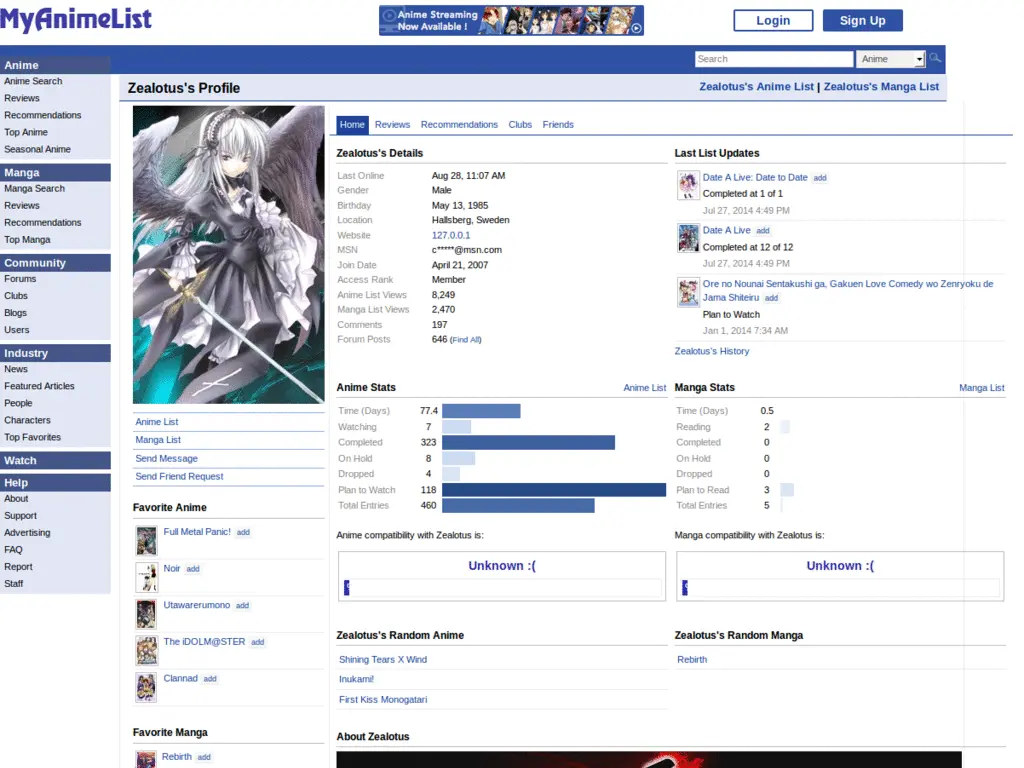 MyAnimeList
Anime Streaming
Now Available !
Login
Sign Up
Search
Anime
Anime
Anime Search
Reviews
Recommendations
Top Anime
Seasonal Anime
Manga
Manga Search
Reviews
Recommendations
Top Manga
Community
Forums
Clubs
Blogs
Users
Industry
News
Featured Articles
People
Characters
Top Favorites
Watch
Help
About
Support
Advertising
FAQ
Report
Staff
Zealotus's Profile
Zealotus's Anime List | Zealotus's Manga List
Anime List
Manga List
Send Message
Send Friend Request
Favorite Anime
Full Metal Panic! add
Noir add
Utawarerumono add
The iDOLM@STER add
Clannad add
Favorite Manga
Rebirth add
Home Reviews Recommendations Clubs Friends
Zealotus's Details
Last Online Aug 28, 11:07 AM
Gender Male
Birthday May 13, 1985
Location Hallsberg, Sweden
Website 127.0.0.1
MSN c*****@msn.com
Join Date April 21, 2007
Access Rank Member
Anime List Views 8,249
Manga List Views 2,470
Comments 197
Forum Posts 646 (Find All)
Last List Updates
Date A Live: Date to Date add
Completed at 1 of 1
Jul 27, 2014 4:49 PM
Date A Live add
Completed at 12 of 12
Jul 27, 2014 4:49 PM
Ore no Nounai Sentakushi ga, Gakuen Love Comedy wo Zenryoku de
Jama Shiteiru add
Plan to Watch
Jan 1, 2014 7:34 AM
Zealotus's History
Anime Stats Anime List
Time (Days) 77.4
Watching 7
Completed 323
On Hold 8
Dropped 4
Plan to Watch 118
Total Entries 460
Manga Stats Manga List
Time (Days) 0.5
Reading 2
Completed 0
On Hold 0
Dropped 0
Plan to Read 3
Total Entries 5
Anime compatibility with Zealotus is:
Unknown :(
Manga compatibility with Zealotus is:
Unknown :(
Zealotus's Random Anime
Shining Tears X Wind
Inukami!
First Kiss Monogatari
Zealotus's Random Manga
Rebirth
About Zealotus